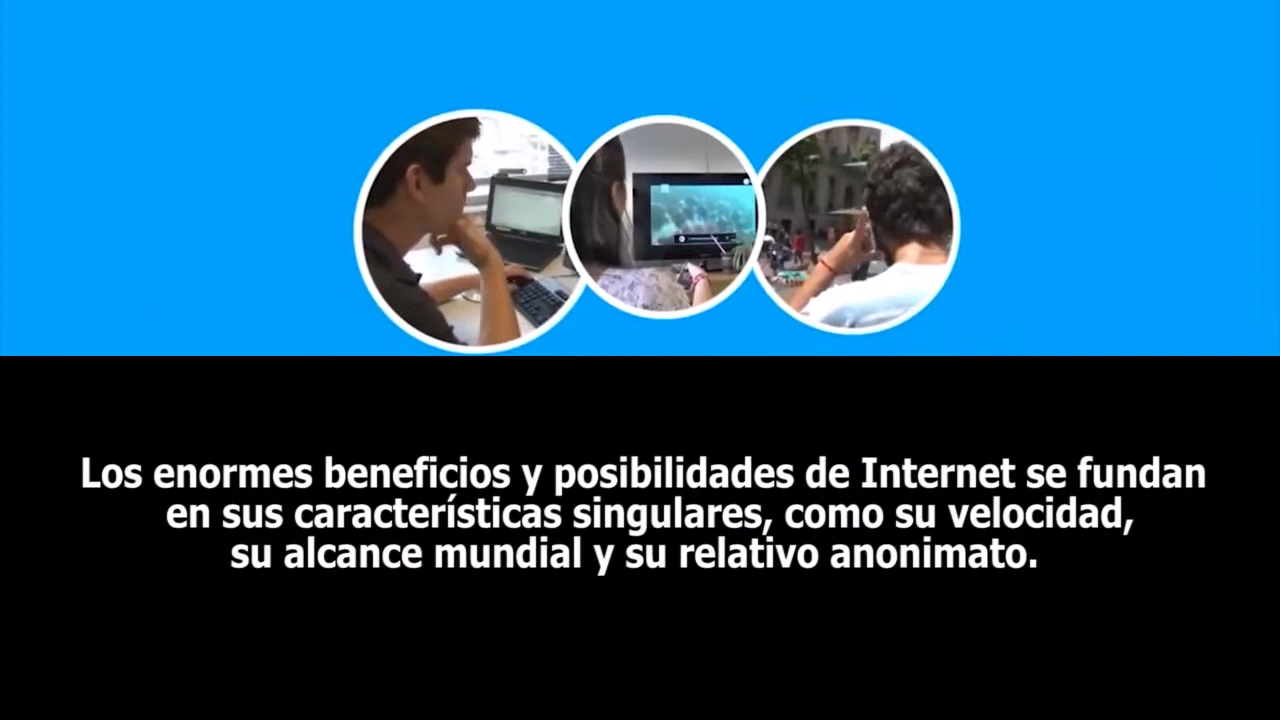 Los enormes beneficios y posibilidades de Internet se fundan
en sus características singulares, como su velocidad,
su alcance mundial y su relativo anonimato.